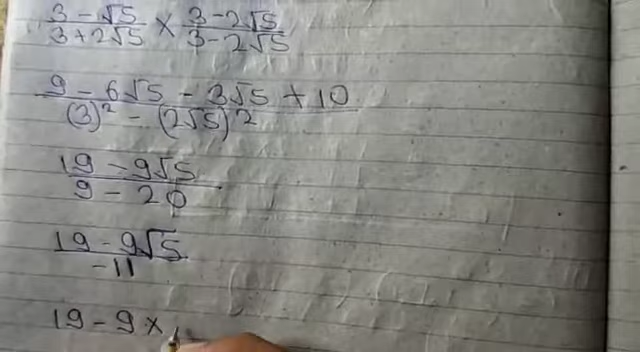 3 - √5 / 3 + 2√5 × 3 - 2√5 / 3 - 2√5
9 - 6√5 - 3√5 + 10 / (3)² - (2√5)²
19 - 9√5 / 9 - 20
19 - 9√5 / -11
19 - 9 ×